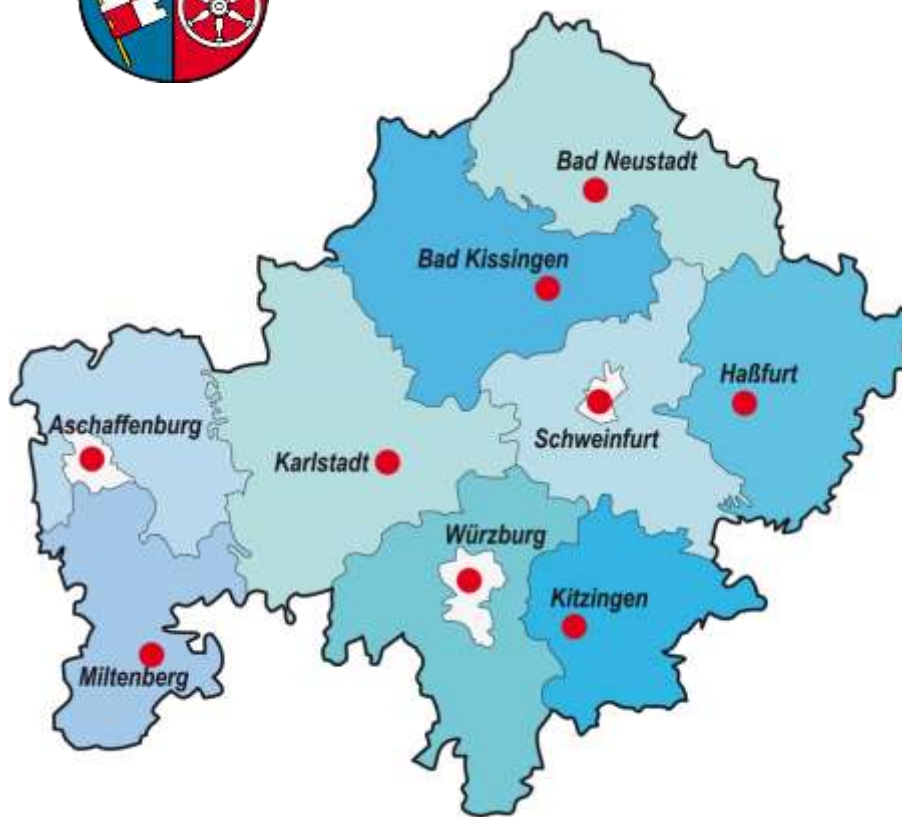 Bad Neustadt
Bad Kissingen
Haßfurt
Aschaffenburg
Schweinfurt
Karlstadt
Würzburg
Kitzingen
Miltenberg